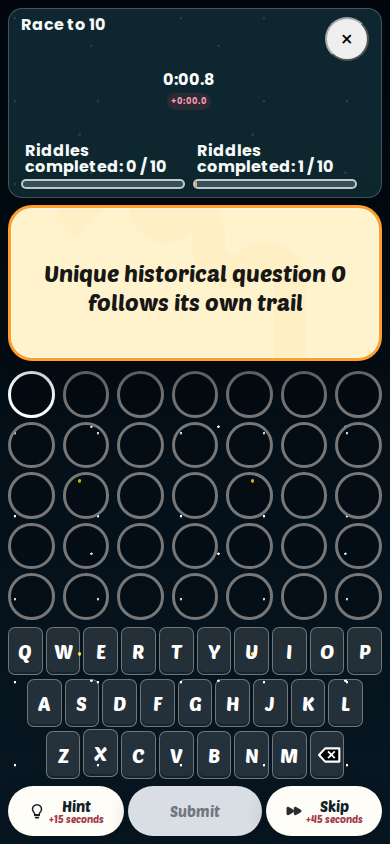 Race to 10
×
0:00.8
+0:00.0
Riddles
completed: 0 / 10
Riddles
completed: 1 / 10
Unique historical question 0
follows its own trail
Q W E R T Y U I O P
A S D F G H J K L
Z X C V B N M
Hint
+15 seconds
Submit
Skip
+45 seconds